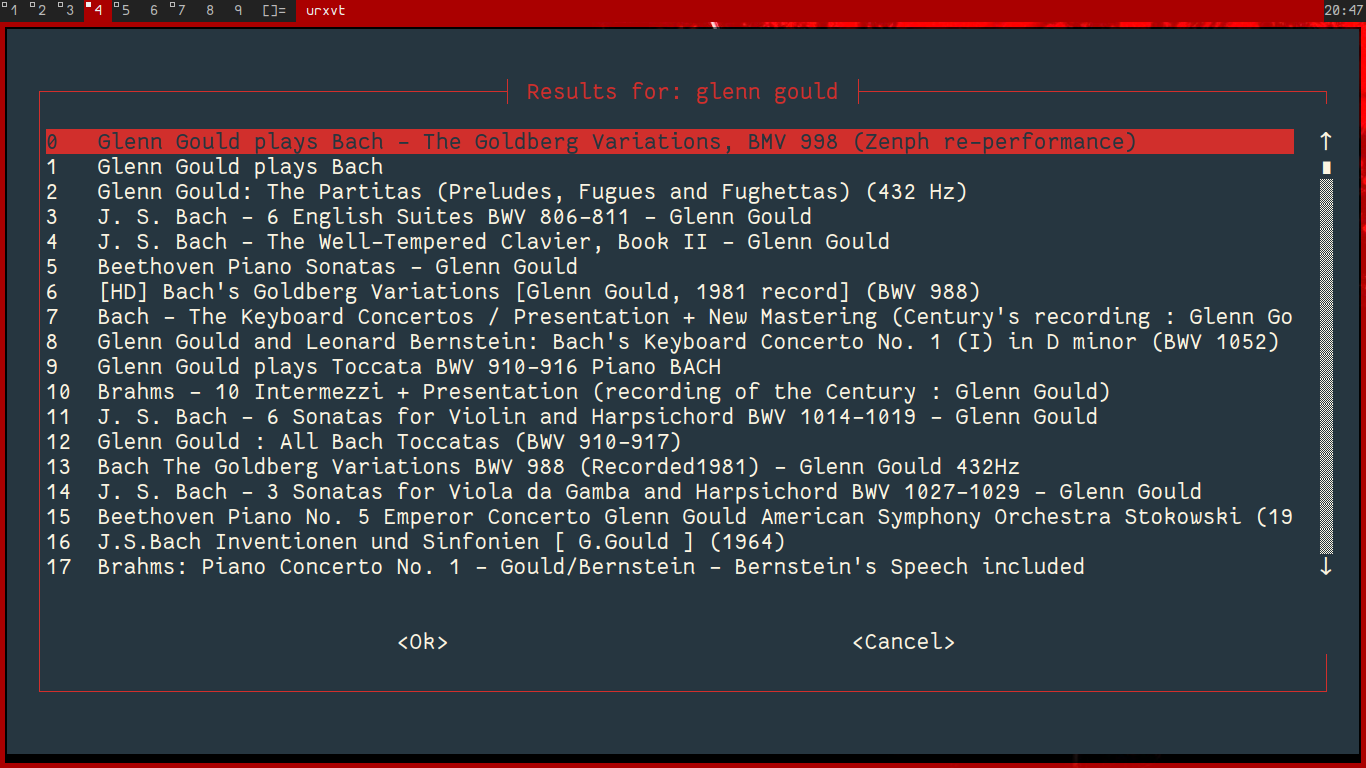 1 2 3 4 5 6 7 8 9 []= urxvt 20:47
Results for: glenn gould
0 Glenn Gould plays Bach - The Goldberg Variations, BMV 998 (Zenph re-performance)
1 Glenn Gould plays Bach
2 Glenn Gould: The Partitas (Preludes, Fugues and Fughettas) (432 Hz)
3 J. S. Bach - 6 English Suites BWV 806-811 - Glenn Gould
4 J. S. Bach - The Well-Tempered Clavier, Book II - Glenn Gould
5 Beethoven Piano Sonatas - Glenn Gould
6 [HD] Bach's Goldberg Variations [Glenn Gould, 1981 record] (BWV 988)
7 Bach - The Keyboard Concertos / Presentation + New Mastering (Century's recording : Glenn Go
8 Glenn Gould and Leonard Bernstein: Bach's Keyboard Concerto No. 1 (I) in D minor (BWV 1052)
9 Glenn Gould plays Toccata BWV 910-916 Piano BACH
10 Brahms - 10 Intermezzi + Presentation (recording of the Century : Glenn Gould)
11 J. S. Bach - 6 Sonatas for Violin and Harpsichord BWV 1014-1019 - Glenn Gould
12 Glenn Gould : All Bach Toccatas (BWV 910-917)
13 Bach The Goldberg Variations BWV 988 (Recorded1981) - Glenn Gould 432Hz
14 J. S. Bach - 3 Sonatas for Viola da Gamba and Harpsichord BWV 1027-1029 - Glenn Gould
15 Beethoven Piano No. 5 Emperor Concerto Glenn Gould American Symphony Orchestra Stokowski (19
16 J.S.Bach Inventionen und Sinfonien [ G.Gould ] (1964)
17 Brahms: Piano Concerto No. 1 - Gould/Bernstein - Bernstein's Speech included
<Ok> <Cancel>